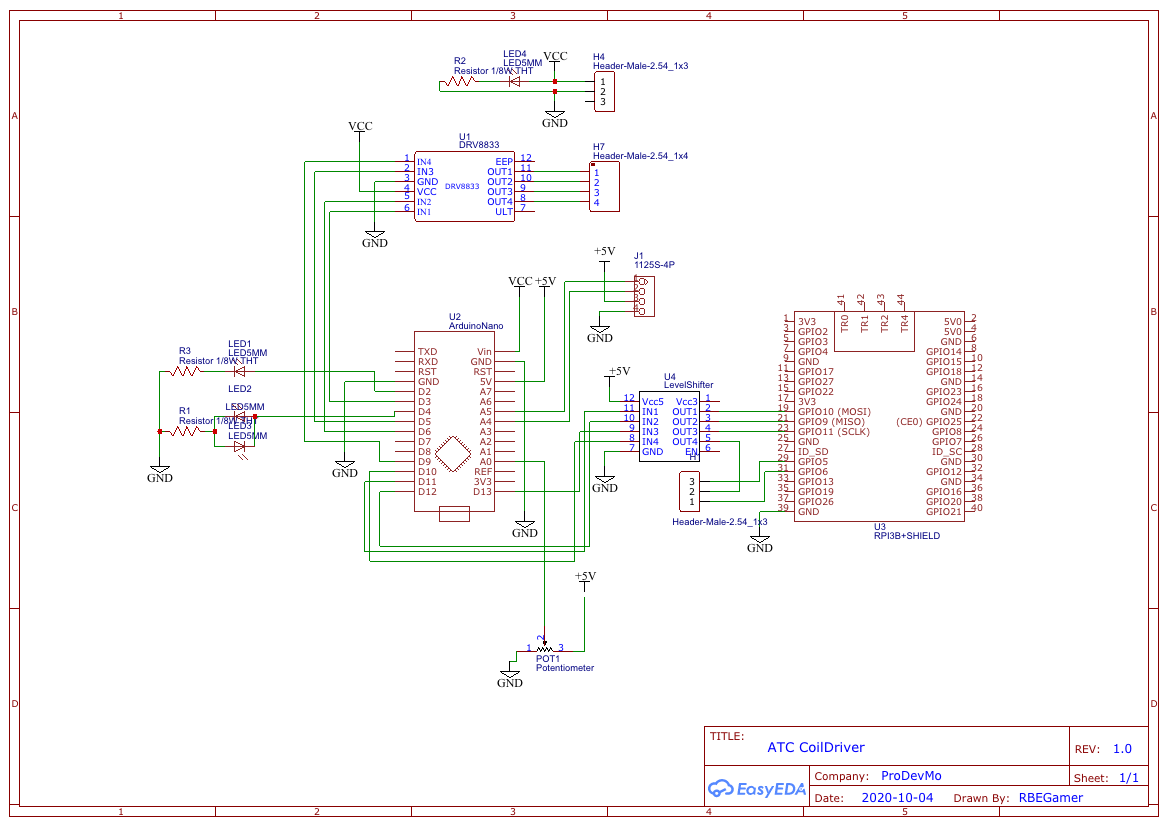 1 2 3 4 5
A A
B B
C C
D D
R2
Resistor 1/8W THT
LED4
LED5MM
VCC
H4
Header-Male-2.54_1x3
1
2
3
GND
VCC
U1
DRV8833
DRV8833
1 IN4
2 IN3
3 GND
4 VCC
5 IN2
6 IN1
EEP 12
OUT1 11
OUT2 10
OUT3 9
OUT4 8
ULT 7
GND
H7
Header-Male-2.54_1x4
1
2
3
4
+5V
J1
1125S-4P
1
2
3
4
GND
VCC +5V
U2
ArduinoNano
TXD
RXD
RST
GND
D2
D3
D4
D5
D6
D7
D8
D9
D10
D11
D12
Vin
GND
RST
5V
A7
A6
A5
A4
A3
A2
A1
A0
REF
3V3
D13
GND
GND
R3
Resistor 1/8W THT
LED1
LED5MM
LED2
LED5MM
R1
Resistor 1/8W THT
LED3
LED5MM
GND
+5V
U4
LevelShifter
12 Vcc5
11 IN1
10 IN2
9 IN3
8 IN4
7 GND
Vcc3 1
OUT1 2
OUT2 3
OUT3 4
OUT4 5
EN 6
GND
H1
3
2
1
Header-Male-2.54_1x3
41 42 43 44
TR0 TR1 TR2 TR4
1 3V3
3 GPIO2
5 GPIO3
7 GPIO4
9 GND
11 GPIO17
13 GPIO27
15 GPIO22
17 3V3
19 GPIO10 (MOSI)
21 GPIO9 (MISO)
23 GPIO11 (SCLK)
25 GND
27 ID_SD
29 GPIO5
31 GPIO6
33 GPIO13
35 GPIO19
37 GPIO26
39 GND
5V0 2
5V0 4
GND 6
GPIO14 8
GPIO15 10
GPIO18 12
GND 14
GPIO23 16
GPIO24 18
GND 20
(CE0) GPIO25 22
GPIO8 24
GPIO7 26
ID_SC 28
GND 30
GPIO12 32
GND 34
GPIO16 36
GPIO20 38
GPIO21 40
U3
RPI3B+SHIELD
GND
+5V
1 2 3
POT1
Potentiometer
GND
TITLE:
ATC CoilDriver
REV: 1.0
EasyEDA
Company: ProDevMo
Sheet: 1/1
Date: 2020-10-04 Drawn By: RBEGamer
1 2 3 4 5